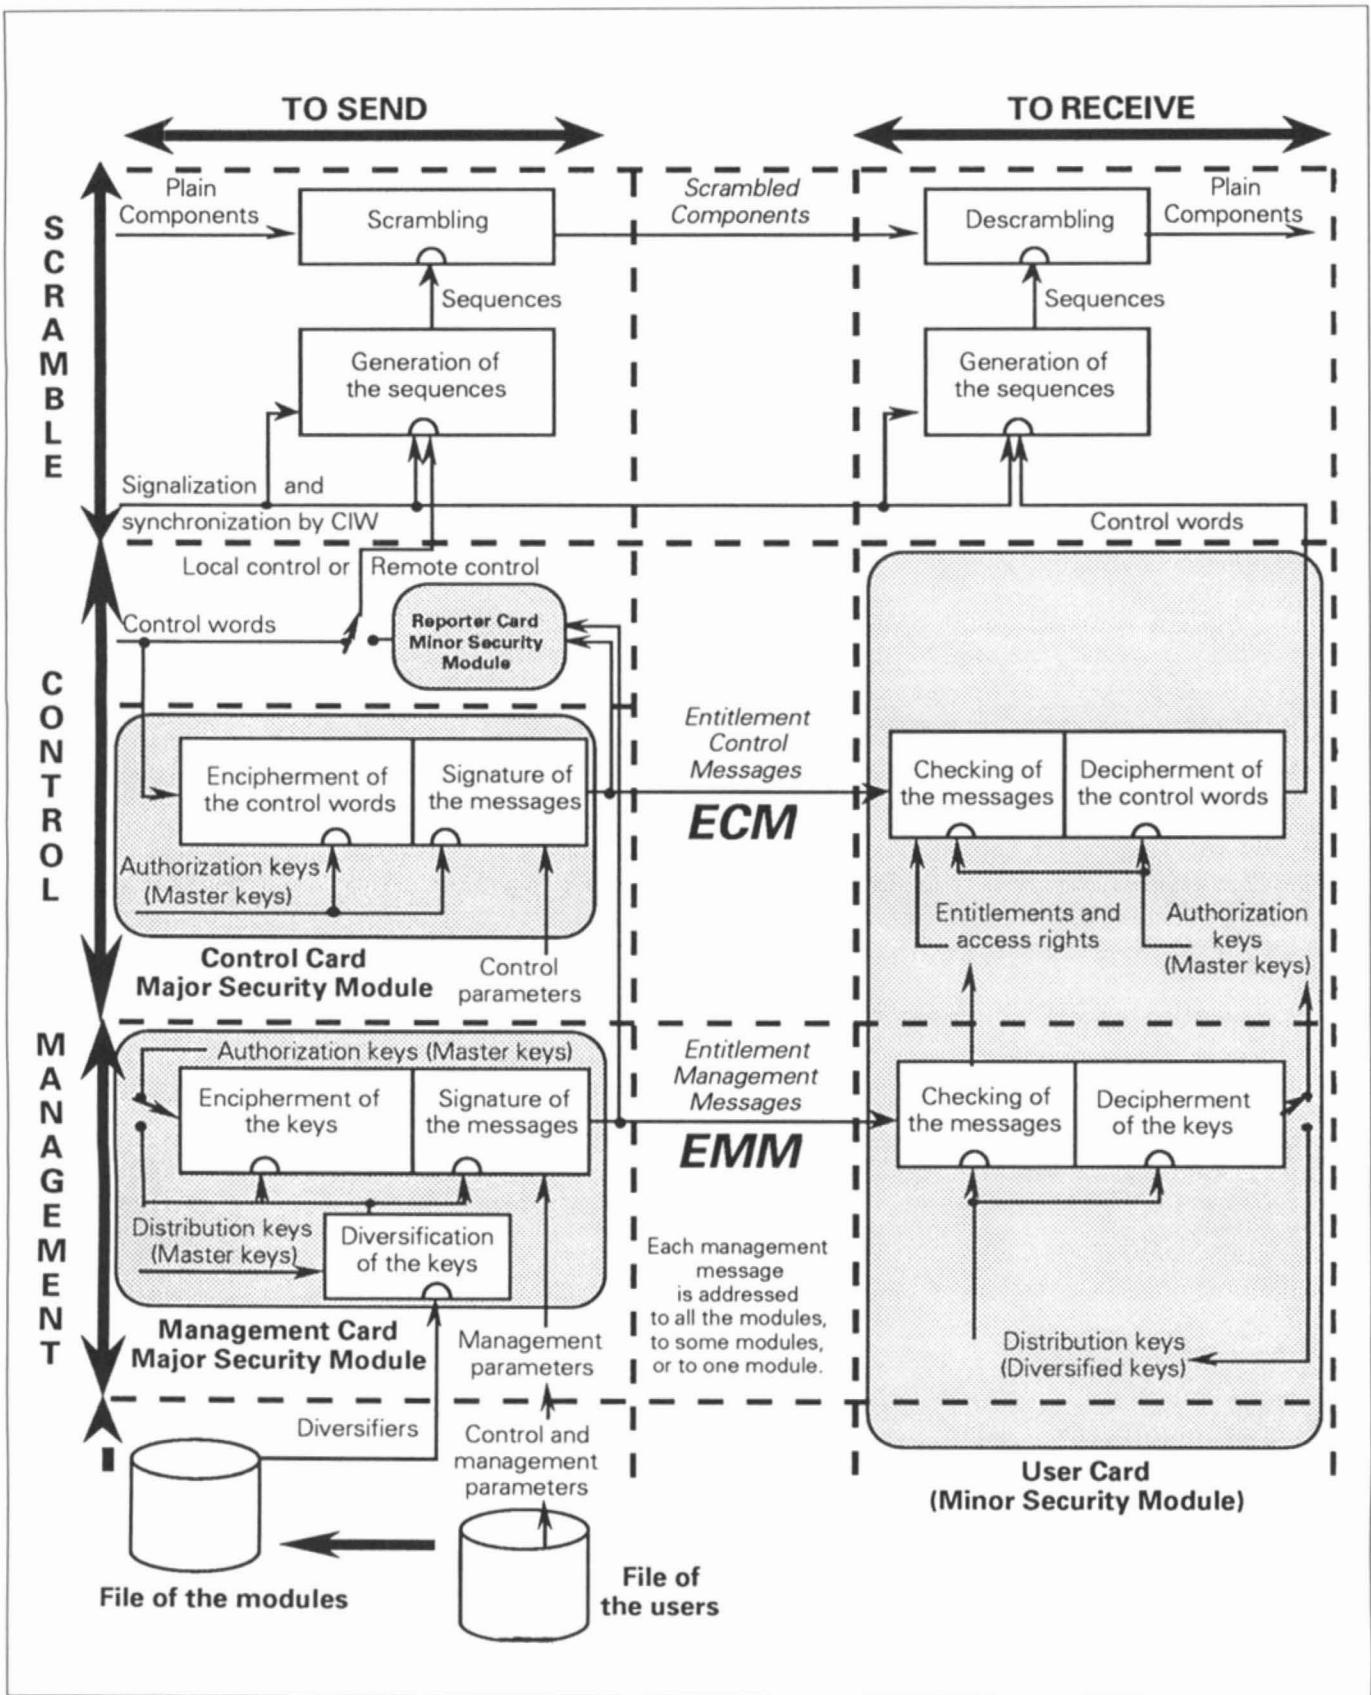 TO SEND
TO RECEIVE
SCRAMBLE
Plain
Components
Scrambling
Scrambled
Components
Descrambling
Plain
Components
Sequences
Sequences
Generation of
the sequences
Generation of
the sequences
Signalization and
synchronization by CIW
Control words
CONTROL
Local control or Remote control
Control words
Reporter Card
Minor Security
Module
Encipherment of
the control words
Signature of
the messages
Entitlement
Control
Messages
ECM
Checking of
the messages
Decipherment of
the control words
Authorization keys
(Master keys)
Entitlements and
access rights
Authorization
keys
(Master keys)
Control Card
Major Security Module
Control
parameters
MANAGEMENT
Authorization keys (Master keys)
Encipherment of
the keys
Signature of
the messages
Entitlement
Management
Messages
EMM
Checking of
the messages
Decipherment
of the keys
Distribution keys
(Master keys)
Diversification
of the keys
Each management
message
is addressed
to all the modules,
to some modules,
or to one module.
Management Card
Major Security Module
Management
parameters
Distribution keys
(Diversified keys)
Diversifiers
Control and
management
parameters
User Card
(Minor Security Module)
File of the modules
File of
the users